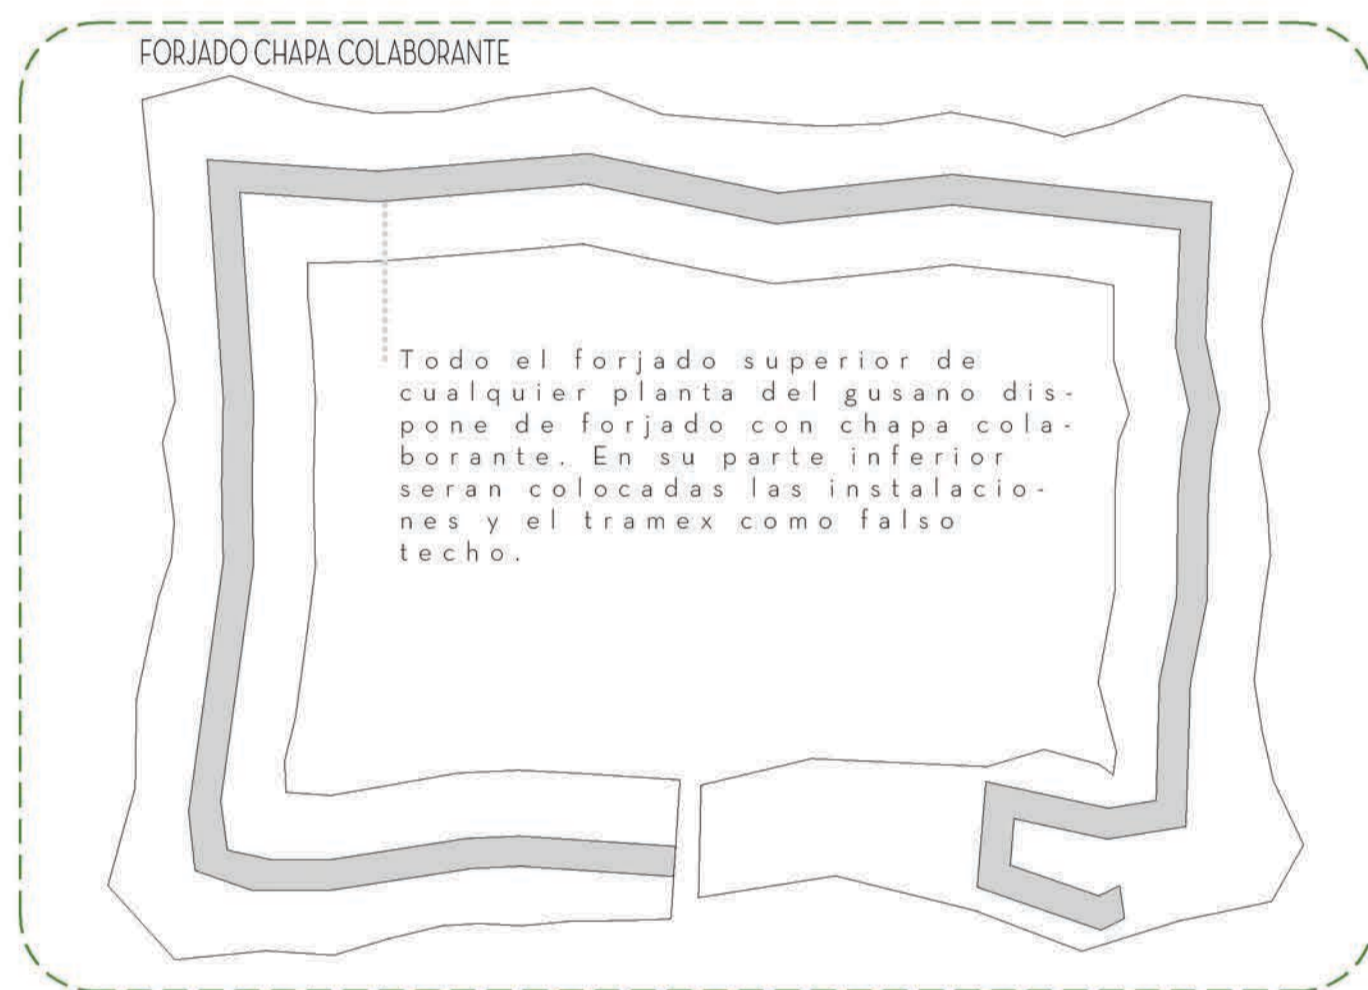 FORJADO CHAPA COLABORANTE
Todo el forjado superior de
cualquier planta del gusano dis-
pone de forjado con chapa cola-
borante. En su parte inferior
seran colocadas las instalacio-
nes y el tramex como falso
techo.